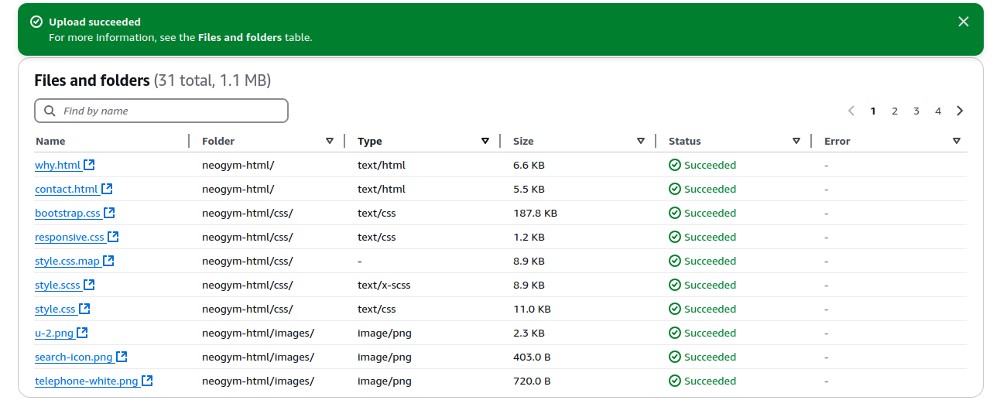 Upload succeeded
For more information, see the Files and folders table.
Files and folders (31 total, 1.1 MB)
Find by name
1 2 3 4
Name Folder Type Size Status Error
why.html neogym-html/ text/html 6.6 KB Succeeded -
contact.html neogym-html/ text/html 5.5 KB Succeeded -
bootstrap.css neogym-html/css/ text/css 187.8 KB Succeeded -
responsive.css neogym-html/css/ text/css 1.2 KB Succeeded -
style.css.map neogym-html/css/ - 8.9 KB Succeeded -
style.scss neogym-html/css/ text/x-scss 8.9 KB Succeeded -
style.css neogym-html/css/ text/css 11.0 KB Succeeded -
u-2.png neogym-html/images/ image/png 2.3 KB Succeeded -
search-icon.png neogym-html/images/ image/png 403.0 B Succeeded -
telephone-white.png neogym-html/images/ image/png 720.0 B Succeeded -